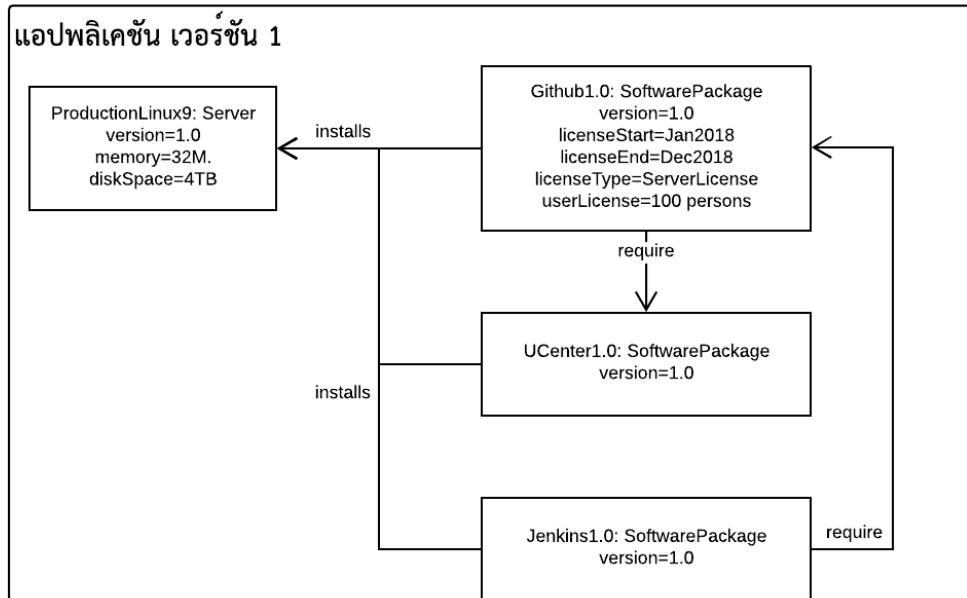 แอปพลิเคชัน เวอร์ชัน 1
ProductionLinux9: Server
version=1.0
memory=32M.
diskSpace=4TB
installs
Github1.0: SoftwarePackage
version=1.0
licenseStart=Jan2018
licenseEnd=Dec2018
licenseType=ServerLicense
userLicense=100 persons
require
UCenter1.0: SoftwarePackage
version=1.0
installs
Jenkins1.0: SoftwarePackage
version=1.0
require